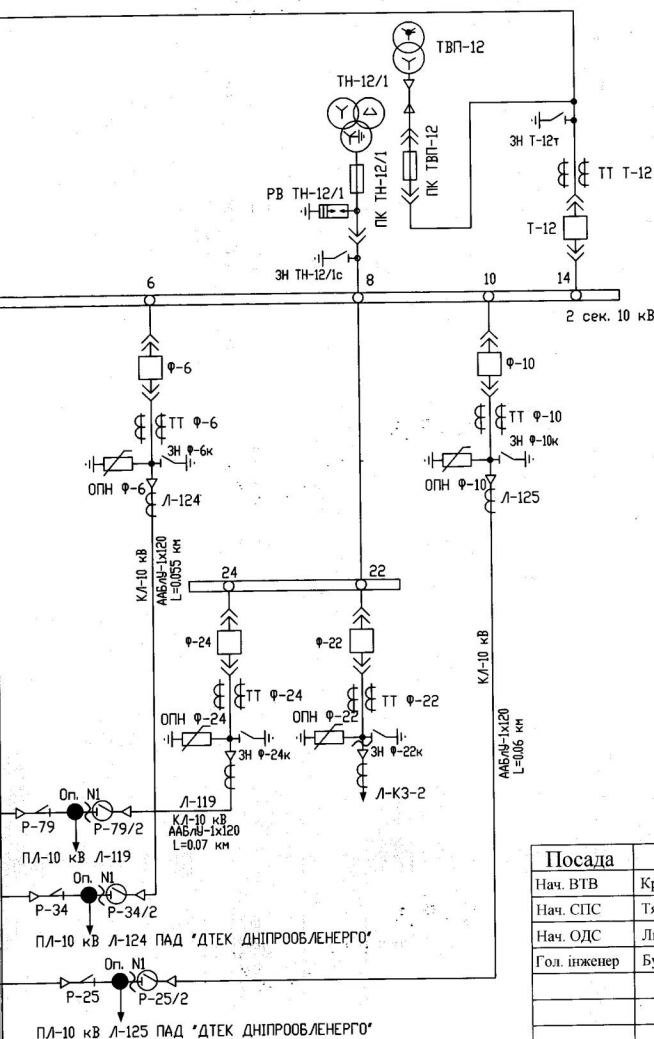 ТВП-12
ТН-12/1
ПК ТВП-12
ЗН Т-12т
ТТ Т-12
ПК ТН-12/1
РВ ТН-12/1
Т-12
ЗН ТН-12/1с
6
8
10
14
2 сек. 10 кВ
Ф-6
Ф-10
ТТ Ф-6
ТТ Ф-10
ЗН Ф-6к
ЗН Ф-10к
ОПН Ф-6
ОПН Ф-10
Л-124
Л-125
КЛ-10 кВ
ААБлУ-1х120
L=0.055 км
24
22
Ф-24
Ф-22
КЛ-10 кВ
ТТ Ф-24
ТТ Ф-22
ОПН Ф-24
ОПН Ф-22
ЗН Ф-24к
ЗН Ф-22к
ААБлУ-1х120
L=0.06 км
Л-КЗ-2
Оп. N1
Л-119
Р-79
Р-79/2
КЛ-10 кВ
ААБлУ-1х120
L=0.07 км
ПЛ-10 кВ Л-119
Оп. N1
Р-34
Р-34/2
ПЛ-10 кВ Л-124 ПАД "ДТЕК ДНІПРООБЛЕНЕРГО"
Оп. N1
Р-25
Р-25/2
ПЛ-10 кВ Л-125 ПАД "ДТЕК ДНІПРООБЛЕНЕРГО"
Посада
Нач. ВТВ Кр
Нач. СПС Тя
Нач. ОДС
Гол. інженер Бу